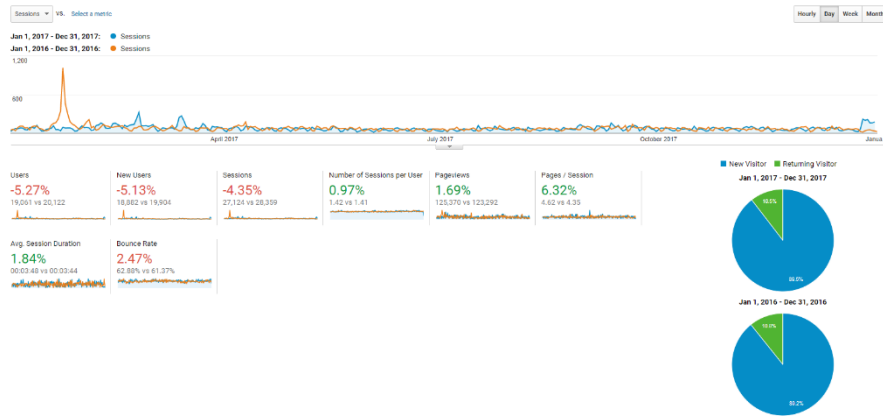 Sessions VS. Select a metric
Hourly Day Week Month
Jan 1, 2017 - Dec 31, 2017: Sessions
Jan 1, 2016 - Dec 31, 2016: Sessions
1,200
600
April 2017 July 2017 October 2017
New Visitor Returning Visitor
Jan 1, 2017 - Dec 31, 2017
Users
-5.27%
19,061 vs 20,122
New Users
-5.13%
18,882 vs 19,904
Sessions
-4.35%
27,124 vs 28,359
Number of Sessions per User
0.97%
1.42 vs 1.41
Pageviews
1.69%
125,370 vs 123,292
Pages / Session
6.32%
4.62 vs 4.35
Avg. Session Duration
1.84%
00:03:48 vs 00:03:44
Bounce Rate
2.47%
62.88% vs 61.37%
Jan 1, 2016 - Dec 31, 2016
89.2%